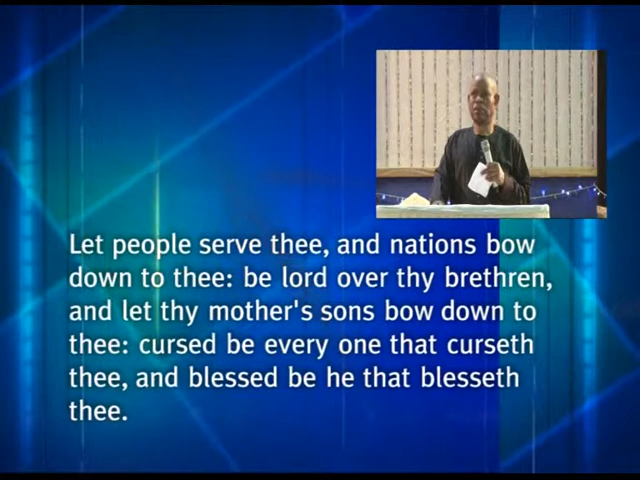 Let people serve thee, and nations bow
down to thee: be lord over thy brethren,
and let thy mother's sons bow down to
thee: cursed be every one that curseth
thee, and blessed be he that blesseth
thee.